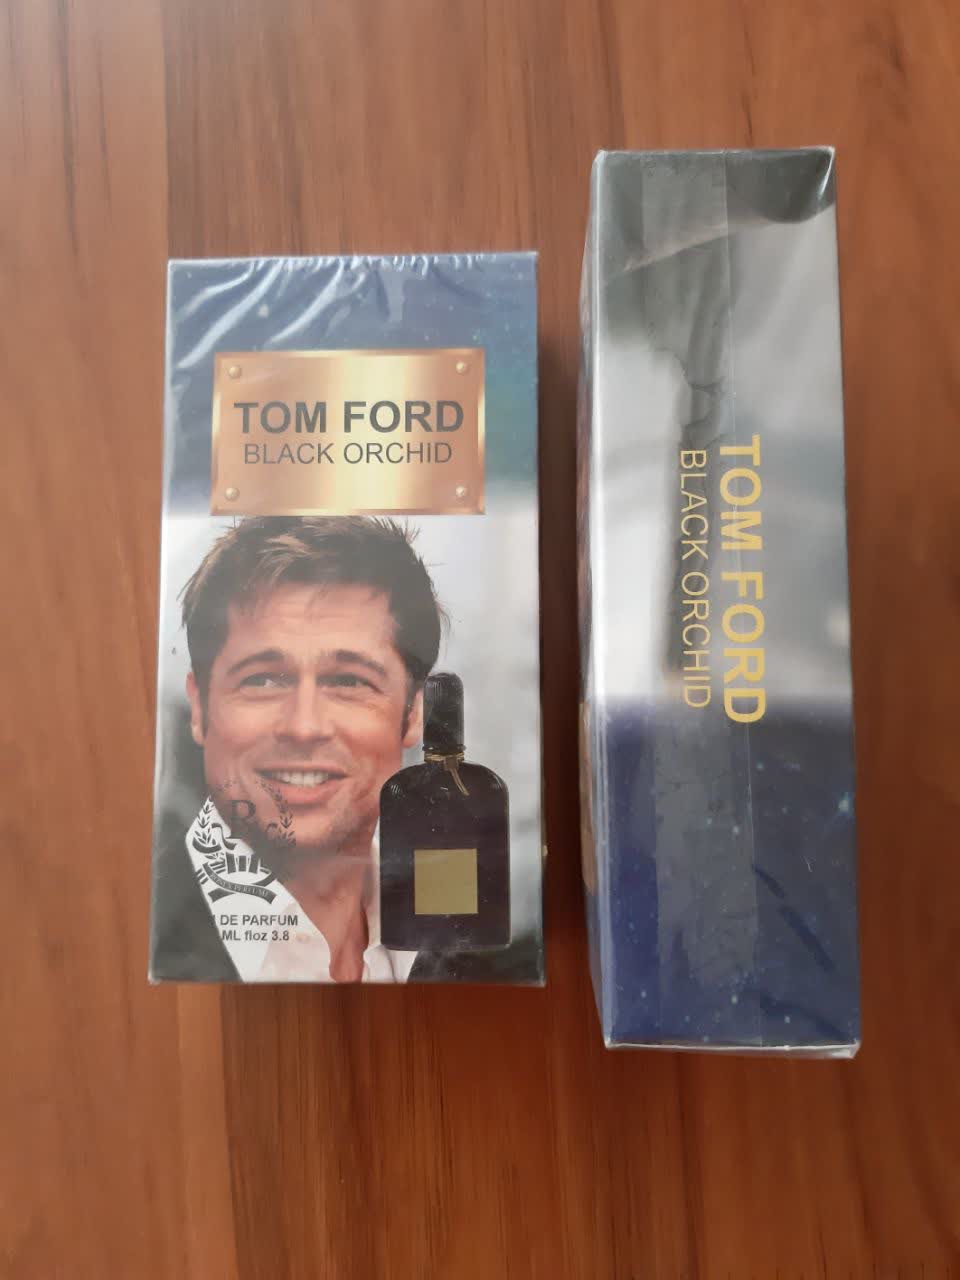 TOM FORD
BLACK ORCHID
DE PARFUM
ML floz 3.8
TOM FORD
BLACK ORCHID